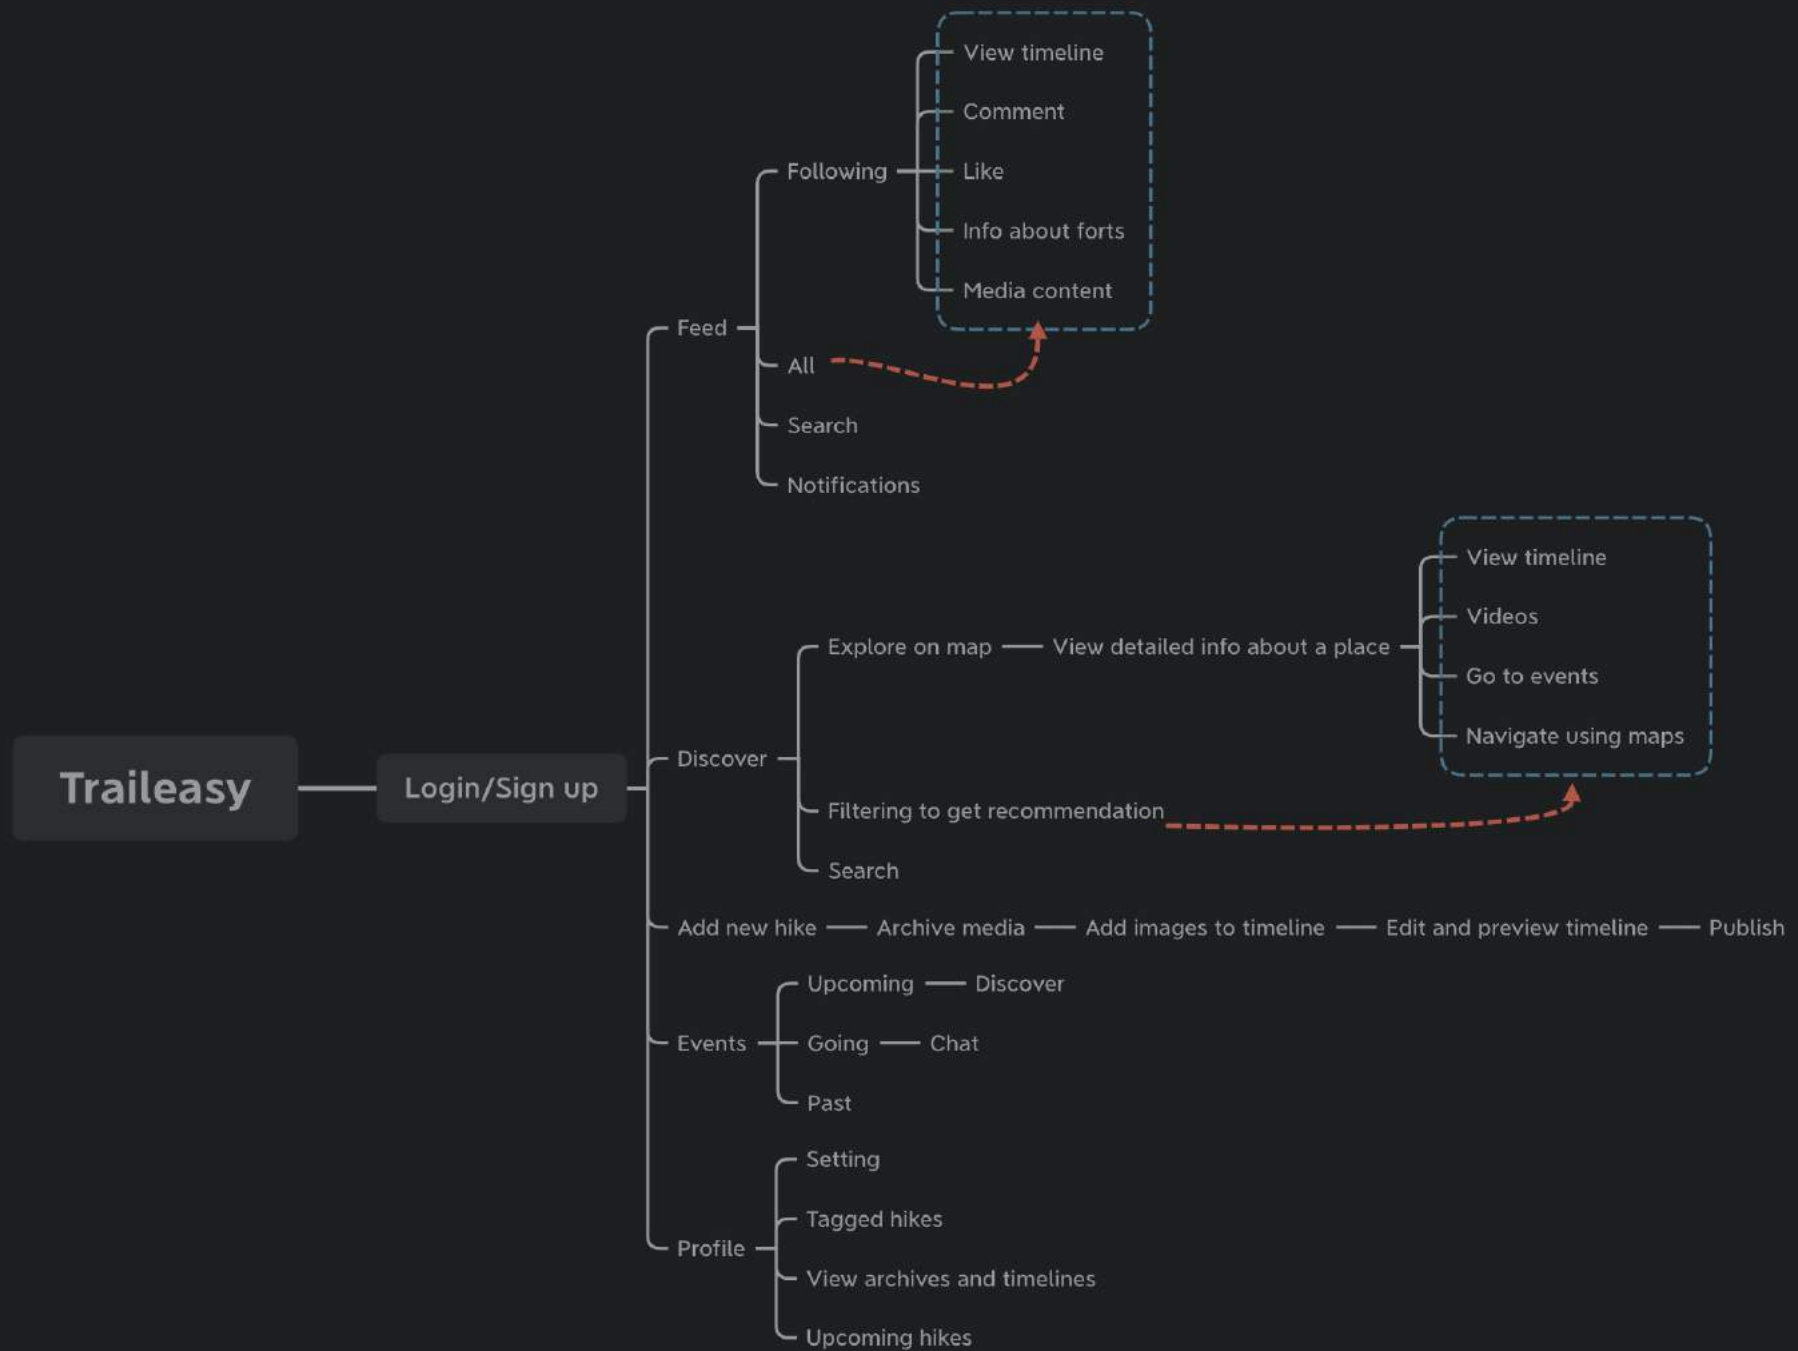 Traileasy
Login/Sign up
Feed
Following
View timeline
Comment
Like
Info about forts
Media content
All
Search
Notifications
Discover
Explore on map
View detailed info about a place
View timeline
Videos
Go to events
Navigate using maps
Filtering to get recommendation
Search
Add new hike
Archive media
Add images to timeline
Edit and preview timeline
Publish
Events
Upcoming
Discover
Going
Chat
Past
Profile
Setting
Tagged hikes
View archives and timelines
Upcoming hikes